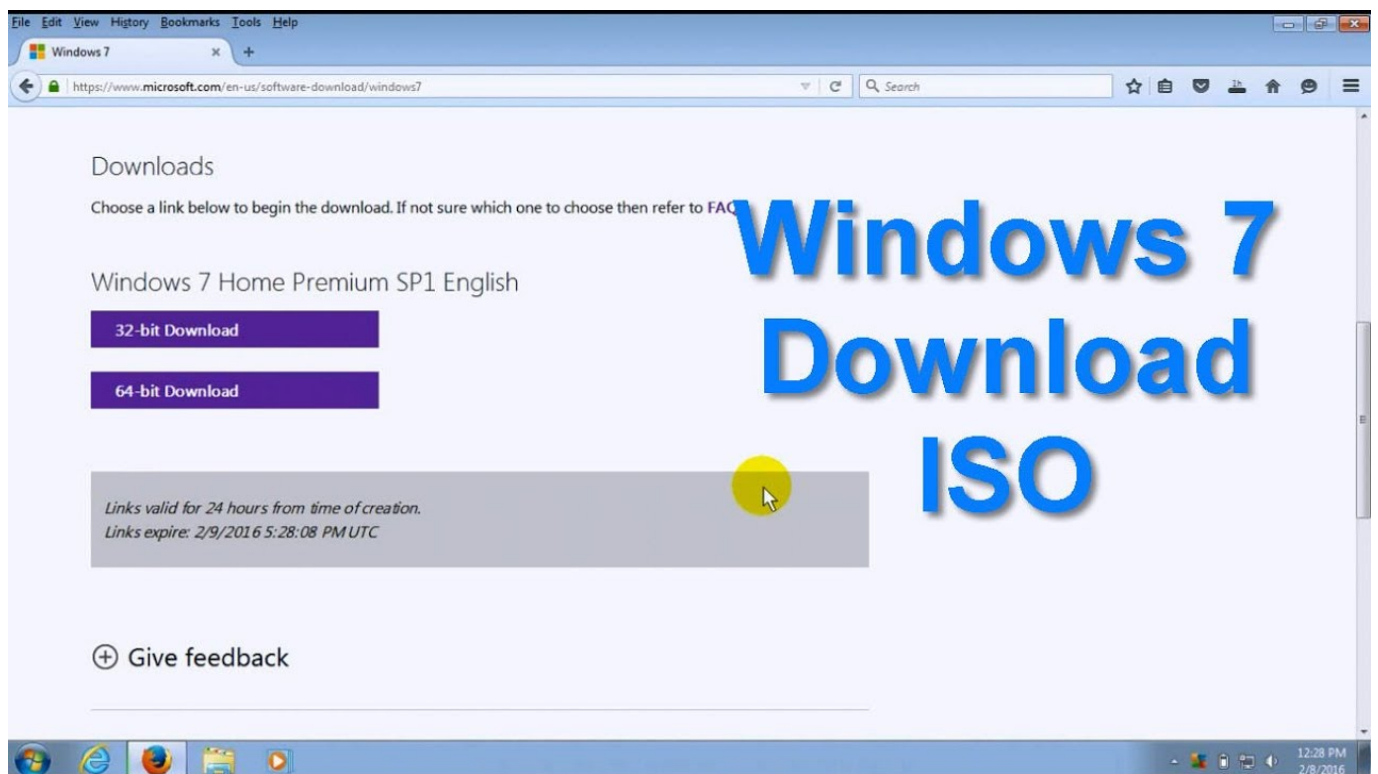 File Edit View History Bookmarks Tools Help
Windows 7
https://www.microsoft.com/en-us/software-download/windows7
Search
Downloads
Choose a link below to begin the download. If not sure which one to choose then refer to FAQ
Windows 7
Download
ISO
Windows 7 Home Premium SP1 English
32-bit Download
64-bit Download
Links valid for 24 hours from time of creation.
Links expire: 2/9/2016 5:28:08 PM UTC
Give feedback
12:28 PM
2/8/2016